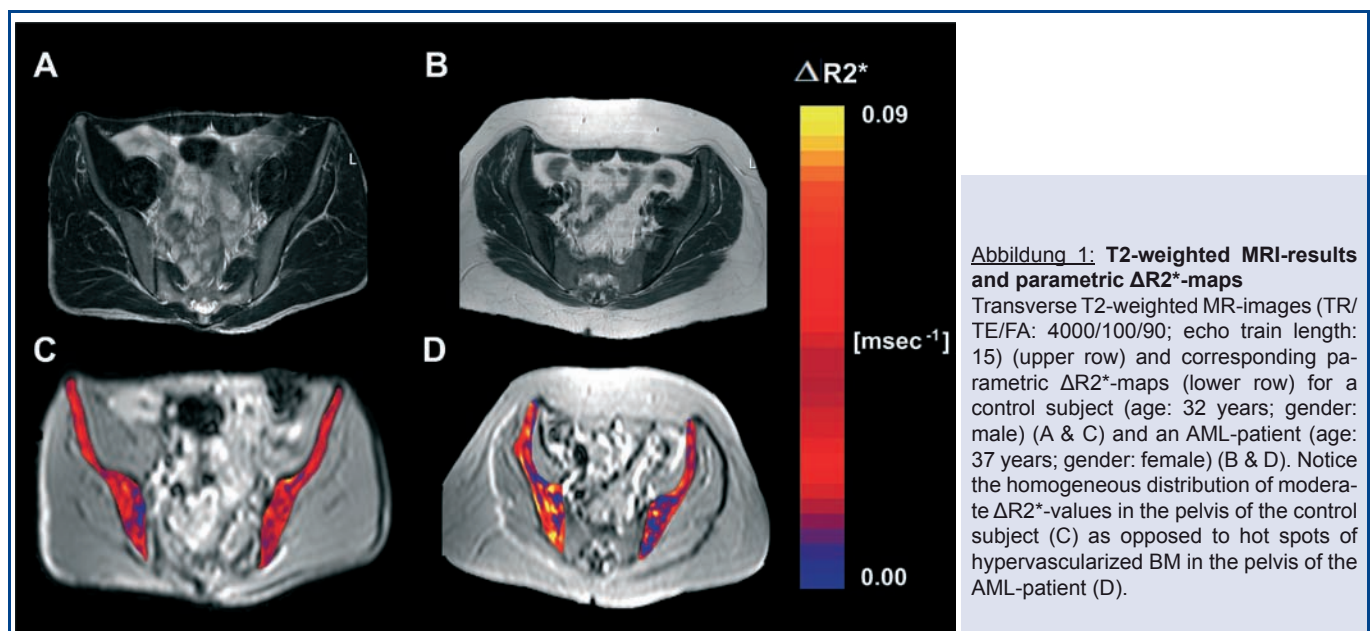 A
B
ΔR2*
0.09
L
L
[msec⁻¹]
C
D
0.00
Abbildung 1: T2-weighted MRI-results
and parametric ΔR2*-maps
Transverse T2-weighted MR-images (TR/
TE/FA: 4000/100/90; echo train length:
15) (upper row) and corresponding pa-
rametric ΔR2*-maps (lower row) for a
control subject (age: 32 years; gender:
male) (A & C) and an AML-patient (age:
37 years; gender: female) (B & D). Notice
the homogeneous distribution of modera-
te ΔR2*-values in the pelvis of the control
subject (C) as opposed to hot spots of
hypervascularized BM in the pelvis of the
AML-patient (D).